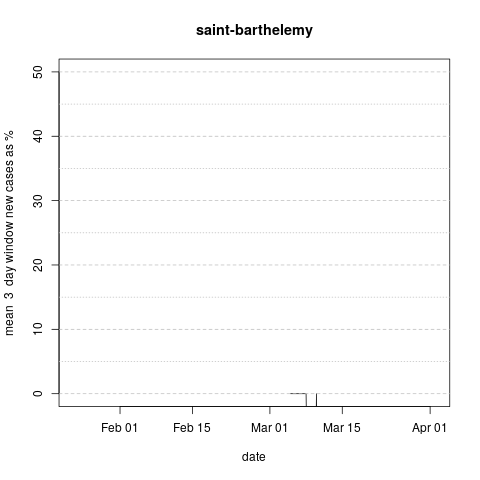 saint-barthelemy
mean  3  day window new cases as %
50
40
30
20
10
0
Feb 01 Feb 15 Mar 01 Mar 15 Apr 01
date